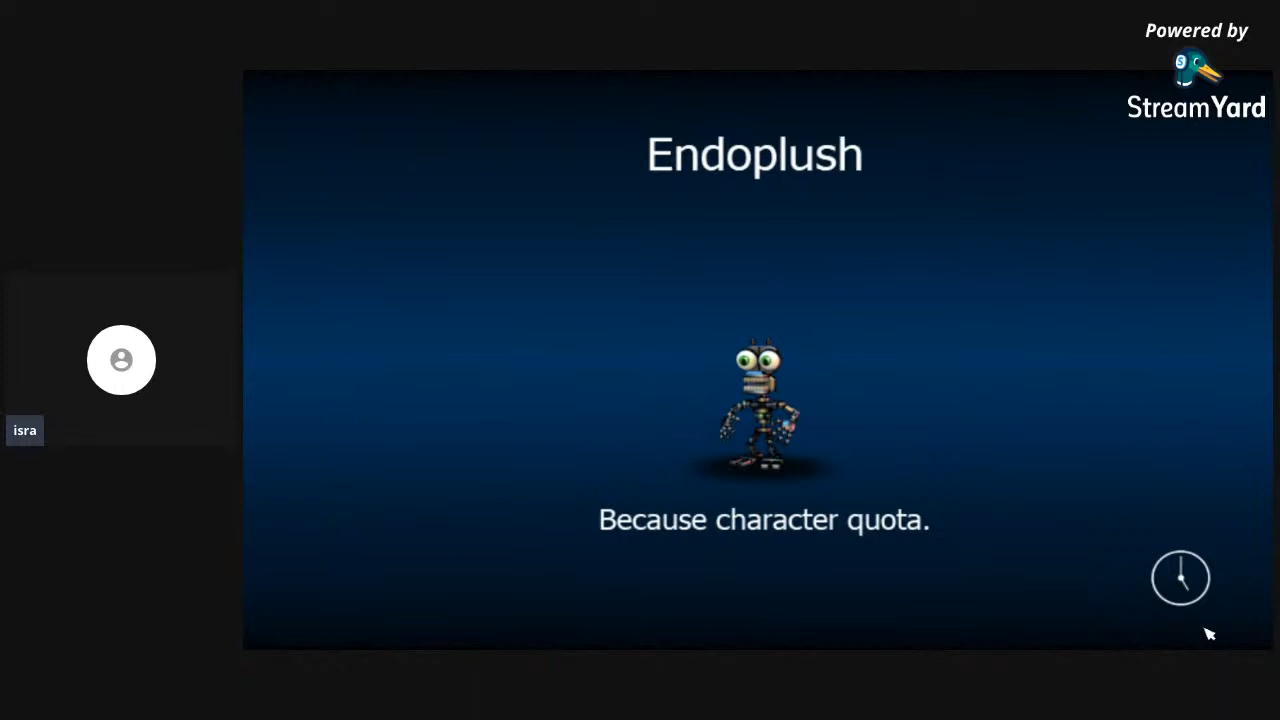 Powered by
StreamYard
Endoplush
isra
Because character quota.